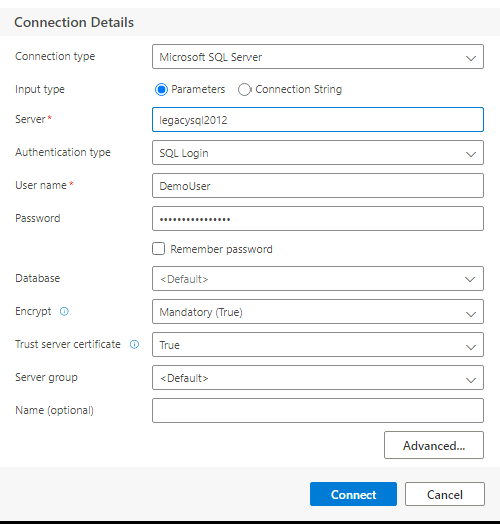 Connection Details
Connection type Microsoft SQL Server
Input type Parameters Connection String
Server* legacysql2012
Authentication type SQL Login
User name* DemoUser
Password ••••••••••••••••
Remember password
Database <Default>
Encrypt Mandatory (True)
Trust server certificate True
Server group <Default>
Name (optional)
Advanced...
Connect Cancel